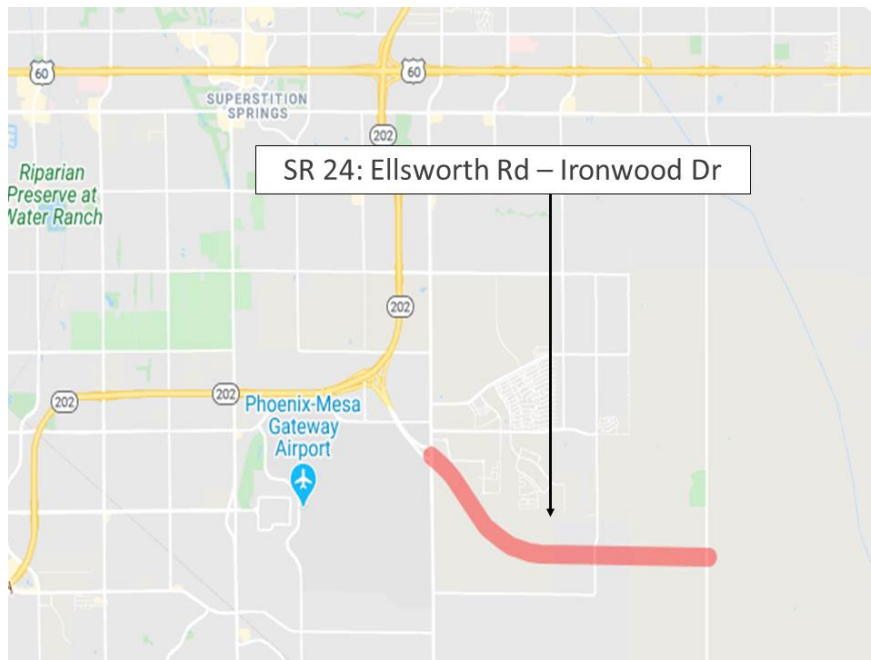 60
60
SUPERSTITION
SPRINGS
202
SR 24: Ellsworth Rd – Ironwood Dr
Riparian
Preserve at
Water Ranch
202
202
202
Phoenix-Mesa
Gateway
Airport